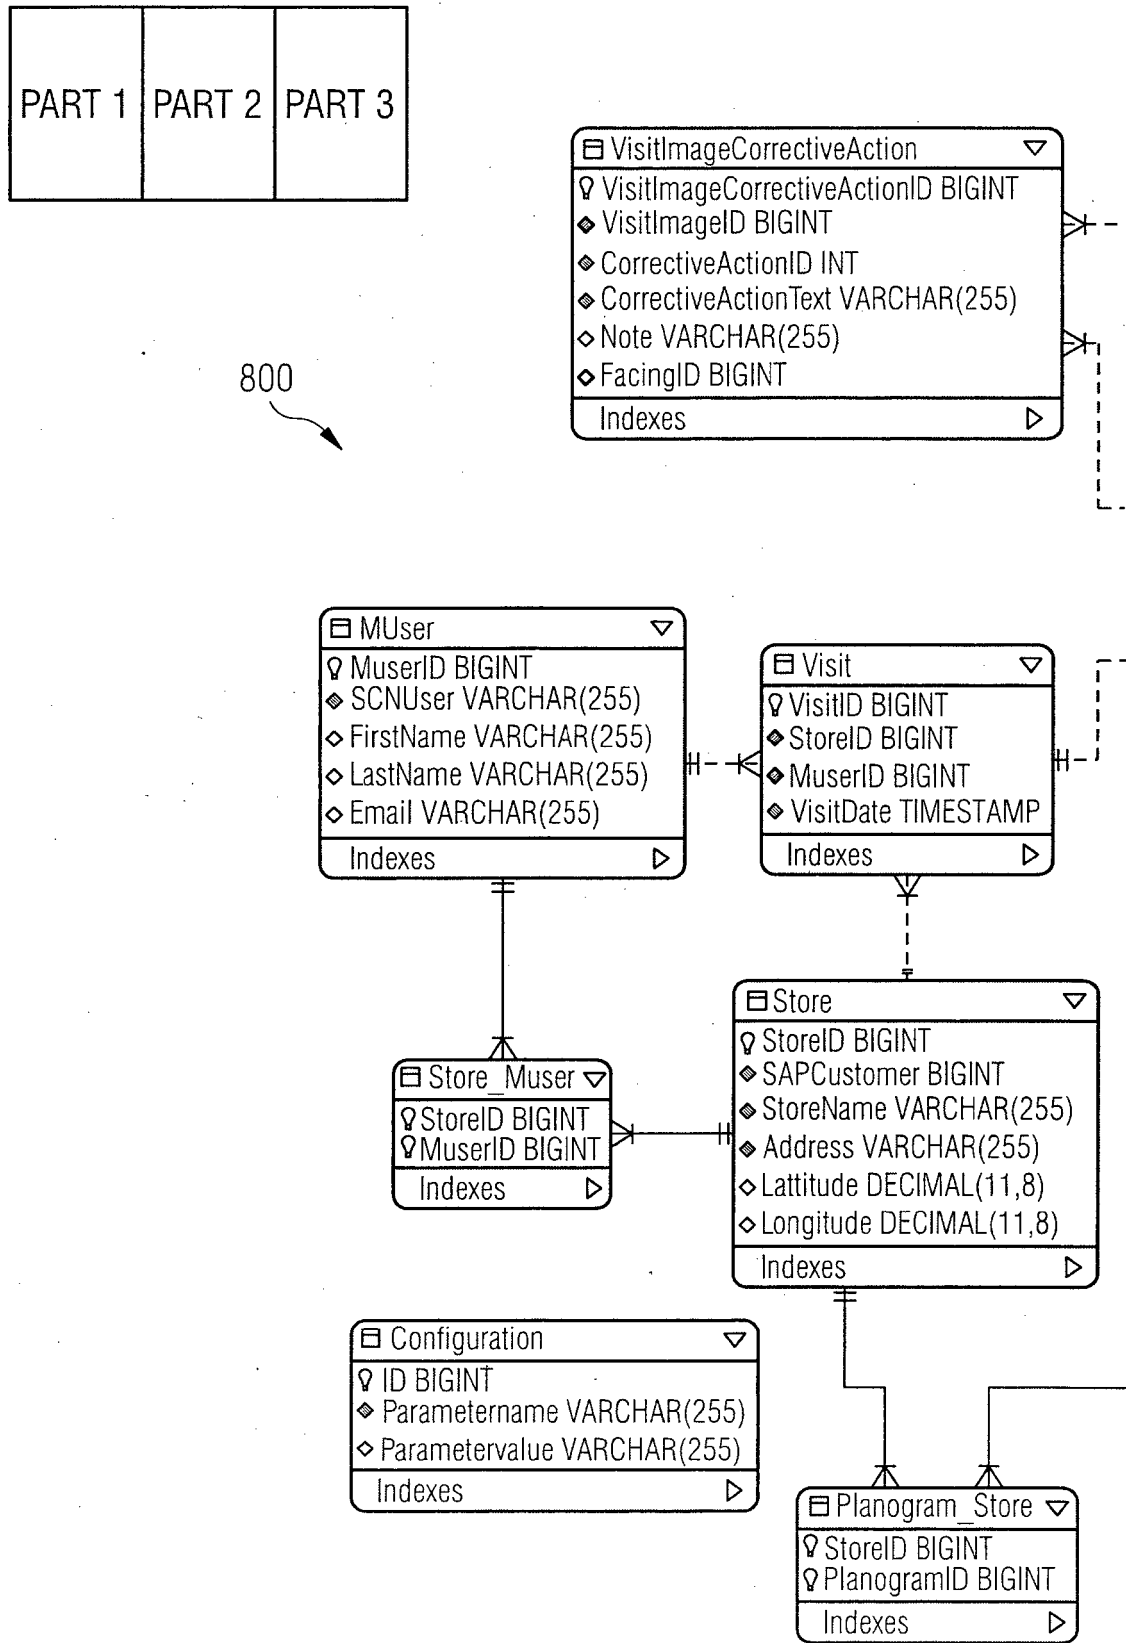 PART 1 PART 2 PART 3
VisitImageCorrectiveAction
VisitImageCorrectiveActionID BIGINT
VisitImageID BIGINT
CorrectiveActionID INT
CorrectiveActionText VARCHAR(255)
Note VARCHAR(255)
FacingID BIGINT
Indexes
800
MUser
MuserID BIGINT
SCNUser VARCHAR(255)
FirstName VARCHAR(255)
LastName VARCHAR(255)
Email VARCHAR(255)
Indexes
Visit
VisitID BIGINT
StoreID BIGINT
MuserID BIGINT
VisitDate TIMESTAMP
Indexes
Store
StoreID BIGINT
SAPCustomer BIGINT
StoreName VARCHAR(255)
Address VARCHAR(255)
Lattitude DECIMAL(11,8)
Longitude DECIMAL(11,8)
Indexes
Store_Muser
StoreID BIGINT
MuserID BIGINT
Indexes
Configuration
ID BIGINT
Parametername VARCHAR(255)
Parametervalue VARCHAR(255)
Indexes
Planogram_Store
StoreID BIGINT
PlanogramID BIGINT
Indexes